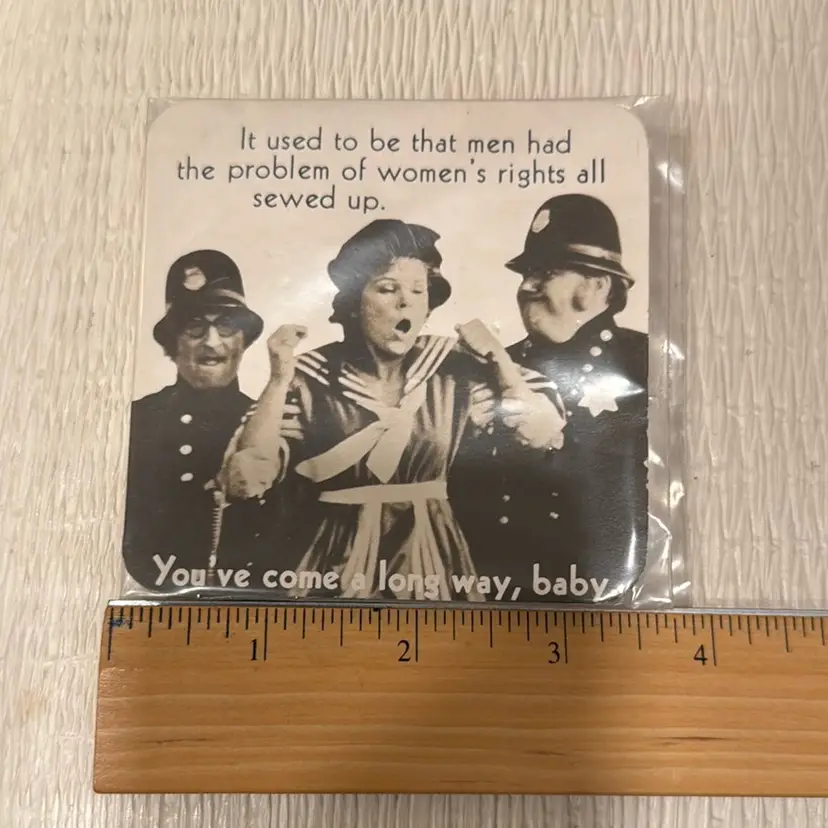 It used to be that men had
the problem of women's rights all
sewed up.
You've come a long way, baby
1 2 3 4